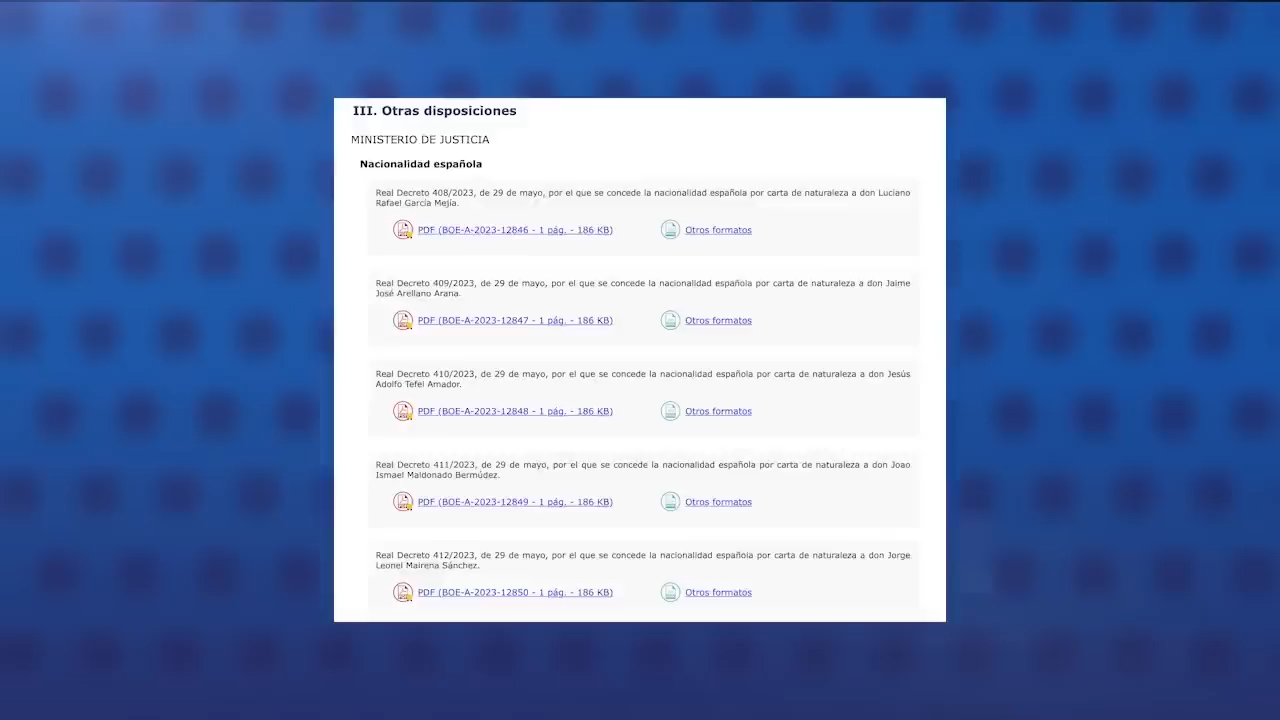 III. Otras disposiciones
MINISTERIO DE JUSTICIA
Nacionalidad española
Real Decreto 408/2023, de 29 de mayo, por el que se concede la nacionalidad española por carta de naturaleza a don Luciano
Rafael García Mejía.
PDF (BOE-A-2023-12846 - 1 pág. - 186 KB) Otros formatos
Real Decreto 409/2023, de 29 de mayo, por el que se concede la nacionalidad española por carta de naturaleza a don Jaime
José Arellano Arana.
PDF (BOE-A-2023-12847 - 1 pág. - 186 KB) Otros formatos
Real Decreto 410/2023, de 29 de mayo, por el que se concede la nacionalidad española por carta de naturaleza a don Jesús
Adolfo Tefel Amador.
PDF (BOE-A-2023-12848 - 1 pág. - 186 KB) Otros formatos
Real Decreto 411/2023, de 29 de mayo, por el que se concede la nacionalidad española por carta de naturaleza a don Joao
Ismael Maldonado Bermúdez.
PDF (BOE-A-2023-12849 - 1 pág. - 186 KB) Otros formatos
Real Decreto 412/2023, de 29 de mayo, por el que se concede la nacionalidad española por carta de naturaleza a don Jorge
Leonel Mairena Sánchez.
PDF (BOE-A-2023-12850 - 1 pág. - 186 KB) Otros formatos